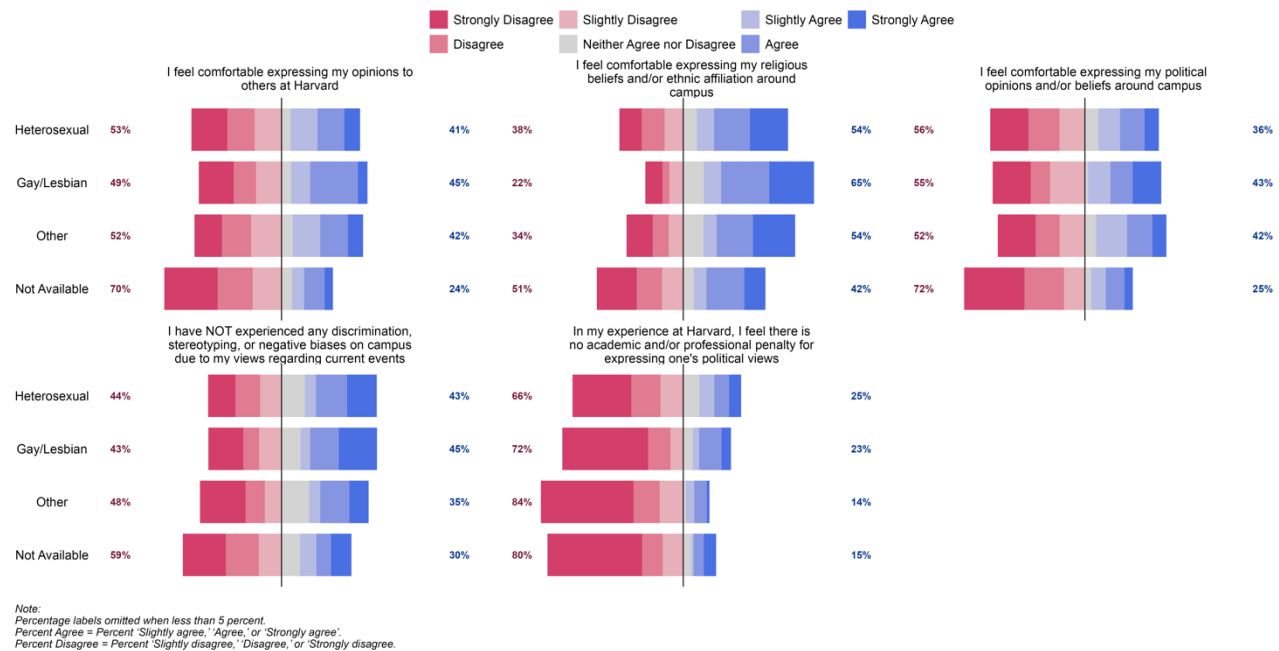 Strongly Disagree Slightly Disagree Slightly Agree Strongly Agree
Disagree Neither Agree nor Disagree Agree
I feel comfortable expressing my opinions to
others at Harvard
I feel comfortable expressing my religious
beliefs and/or ethnic affiliation around
campus
I feel comfortable expressing my political
opinions and/or beliefs around campus
Heterosexual 53% 41% 38% 54% 56% 36%
Gay/Lesbian 49% 45% 22% 65% 55% 43%
Other 52% 42% 34% 54% 52% 42%
Not Available 70% 24% 51% 42% 72% 25%
I have NOT experienced any discrimination,
stereotyping, or negative biases on campus
due to my views regarding current events
In my experience at Harvard, I feel there is
no academic and/or professional penalty for
expressing one's political views
Heterosexual 44% 43% 66% 25%
Gay/Lesbian 43% 45% 72% 23%
Other 48% 35% 84% 14%
Not Available 59% 30% 80% 15%
Note:
Percentage labels omitted when less than 5 percent.
Percent Agree = Percent ‘Slightly agree,’ ‘Agree,’ or ‘Strongly agree’.
Percent Disagree = Percent ‘Slightly disagree,’ ‘Disagree,’ or ‘Strongly disagree.